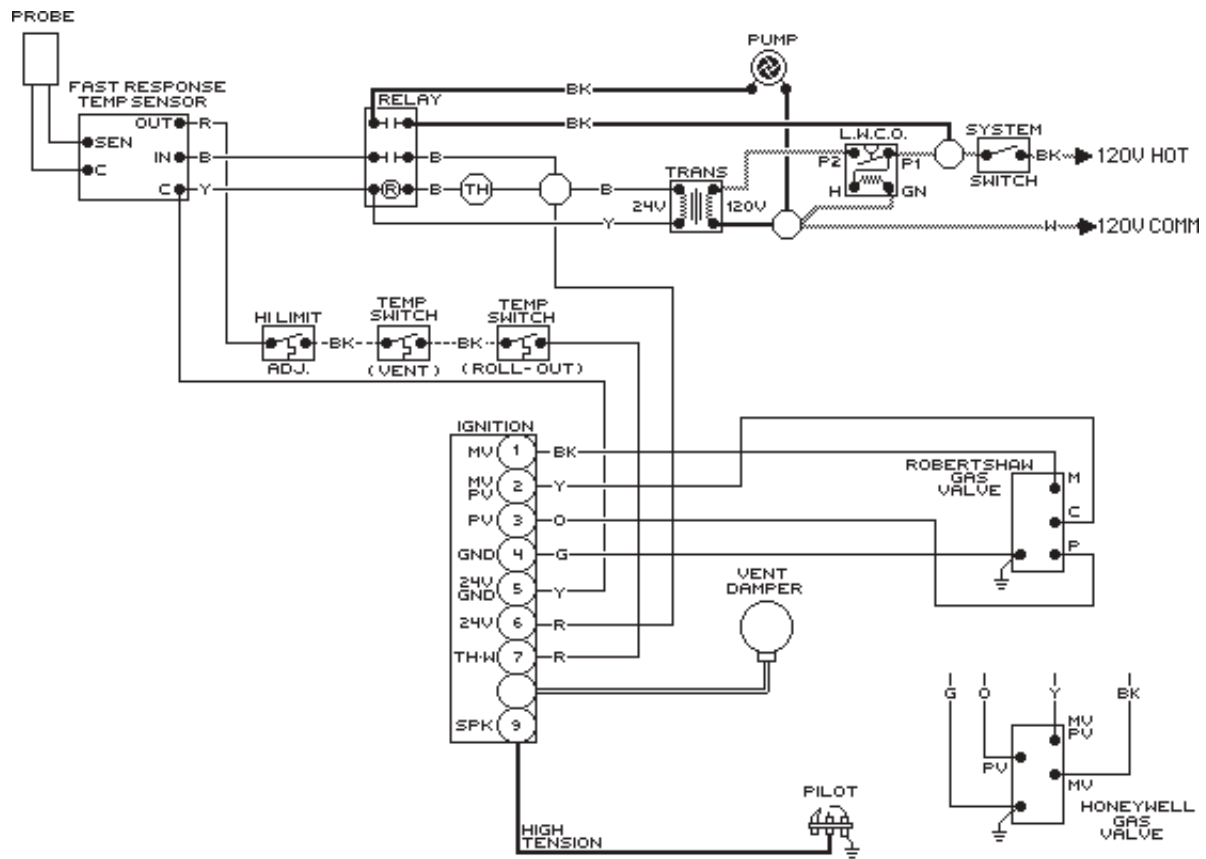 PROBE
FAST RESPONSE
TEMP SENSOR
OUT
R
SEN
IN
B
C
C
Y
RELAY
BK
BK
B
R
B
TH
B
Y
PUMP
TRANS
24V
120V
L.W.C.O.
P2
P1
H
GN
SYSTEM
SWITCH
BK
120V HOT
W
120V COMM
HI LIMIT
ADJ.
BK
TEMP
SWITCH
(VENT)
BK
TEMP
SWITCH
(ROLL-OUT)
IGNITION
MV 1 BK
MV
PV 2 Y
PV 3 O
GND 4 G
24V
GND 5 Y
24V 6 R
TH-W 7 R
SPK 9
ROBERTSHAW
GAS
VALVE
M
C
P
VENT
DAMPER
HIGH
TENSION
PILOT
G O Y BK
MV
PV
PV
MV
HONEYWELL
GAS
VALVE